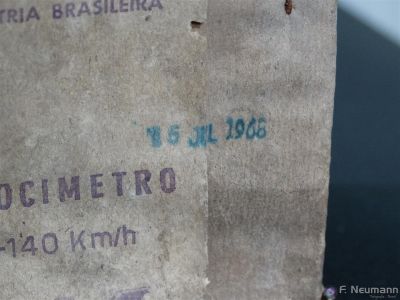 TRIA BRASILEIRA
15 JUL 1968
OCIMETRO
-140 Km/h
F. Neumann